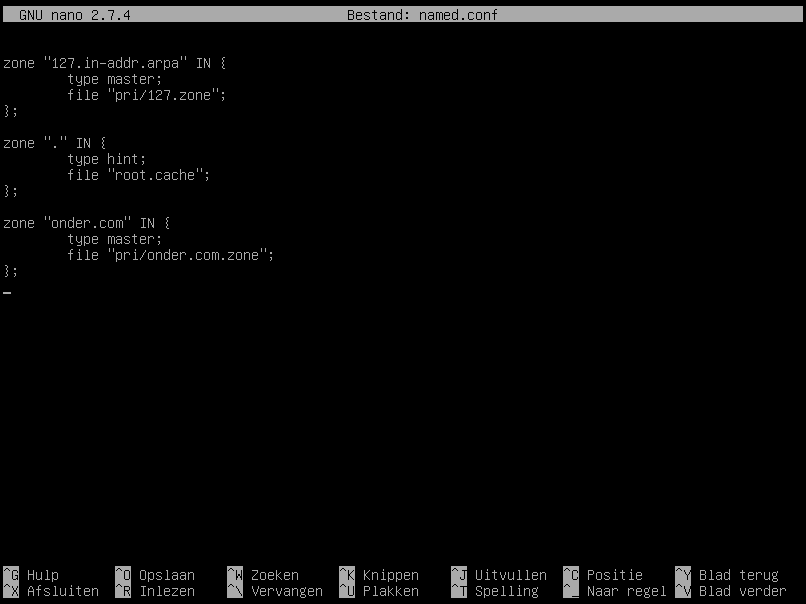 GNU nano 2.7.4 Bestand: named.conf
zone "127.in-addr.arpa" IN {
type master;
file "pri/127.zone";
};
zone "." IN {
type hint;
file "root.cache";
};
zone "onder.com" IN {
type master;
file "pri/onder.com.zone";
};
^G Hulp ^O Opslaan ^W Zoeken ^K Knippen ^J Uitvullen ^C Positie ^Y Blad terug
^X Afsluiten ^R Inlezen ^\ Vervangen ^U Plakken ^T Spelling ^_ Naar regel ^V Blad verder